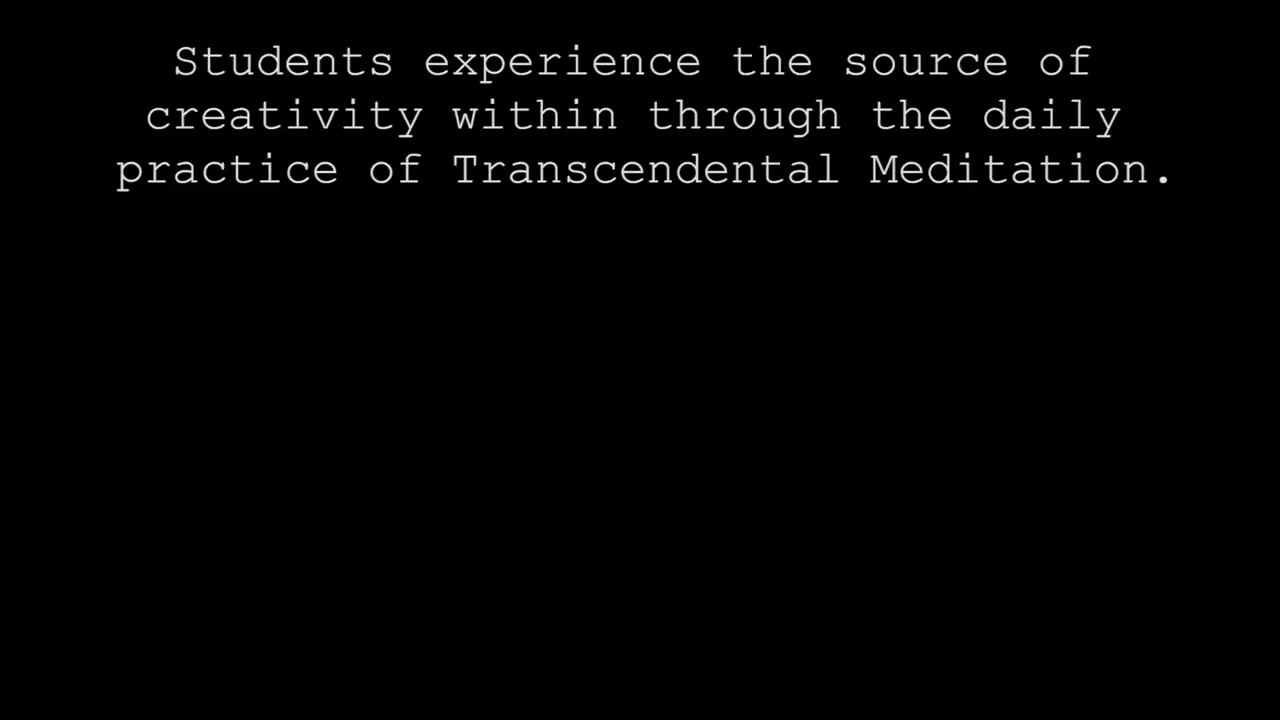 Students experience the source of
creativity within through the daily
practice of Transcendental Meditation.